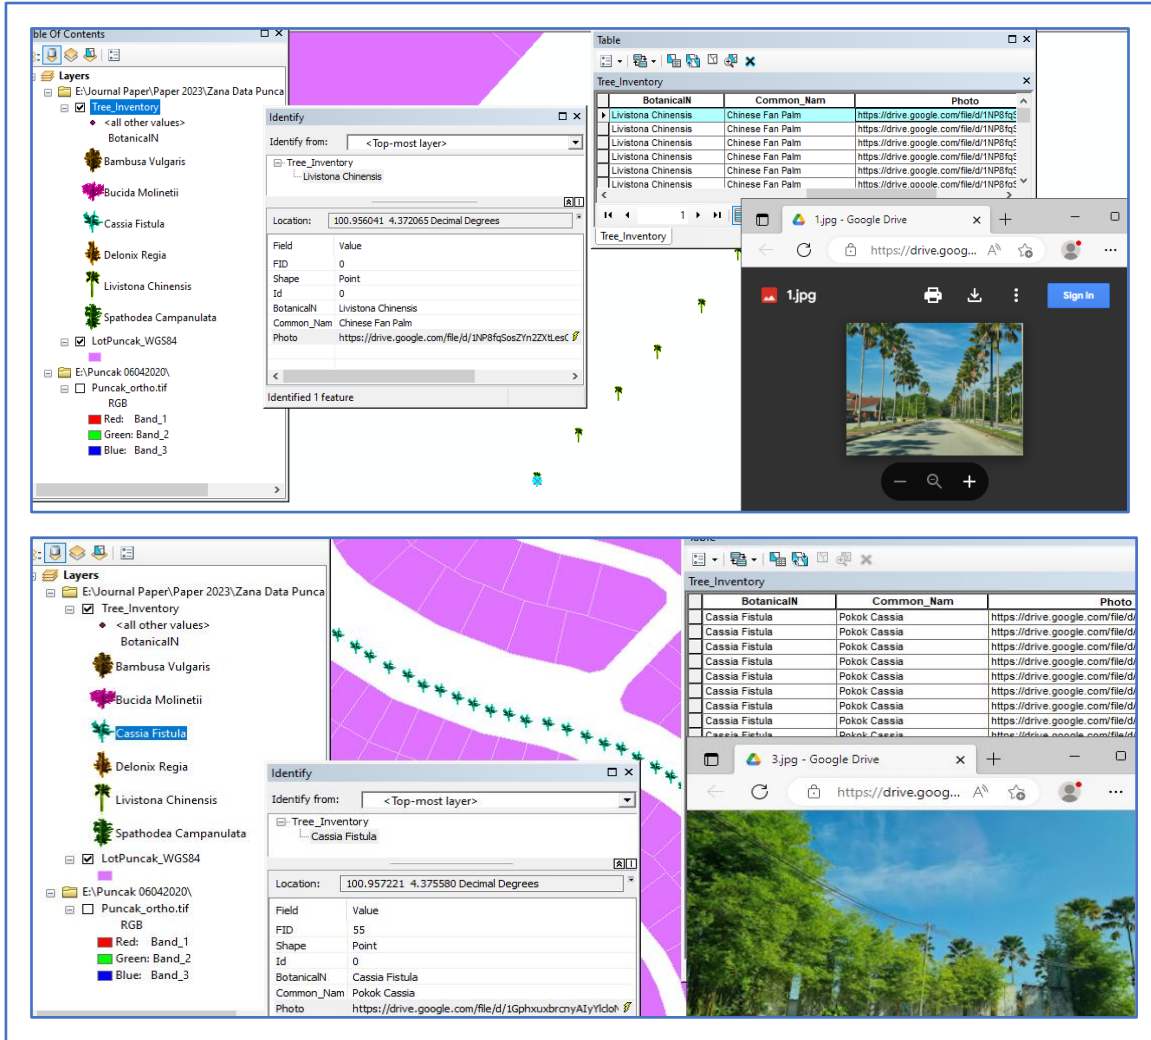 ble Of Contents
Layers
E:\Journal Paper\Paper 2023\Zana Data Punca
Tree_Inventory
<all other values>
BotanicalN
Bambusa Vulgaris
Bucida Molinetii
Cassia Fistula
Delonix Regia
Livistona Chinensis
Spathodea Campanulata
LotPuncak_WGS84
E:\Puncak 06042020\
Puncak_ortho.tif
RGB
Red: Band_1
Green: Band_2
Blue: Band_3
Identify
Identify from: <Top-most layer>
Tree_Inventory
Livistona Chinensis
Location: 100.956041 4.372065 Decimal Degrees
Field Value
FID 0
Shape Point
Id 0
BotanicalN Livistona Chinensis
Common_Nam Chinese Fan Palm
Photo https://drive.google.com/file/d/1NP8fqSosZYn2ZXtLesC
Identified 1 feature
Table
Tree_Inventory
BotanicalN Common_Nam Photo
Livistona Chinensis Chinese Fan Palm https://drive.google.com/file/d/1NP8fqS
Livistona Chinensis Chinese Fan Palm https://drive.google.com/file/d/1NP8fqS
Livistona Chinensis Chinese Fan Palm https://drive.google.com/file/d/1NP8fqS
Livistona Chinensis Chinese Fan Palm https://drive.google.com/file/d/1NP8fqS
Livistona Chinensis Chinese Fan Palm https://drive.google.com/file/d/1NP8fqS
Livistona Chinensis Chinese Fan Palm https://drive.google.com/file/d/1NP8fqS
1
Tree_Inventory
1.jpg - Google Drive
https://drive.goog...
1.jpg
Sign in
Layers
E:\Journal Paper\Paper 2023\Zana Data Punca
Tree_Inventory
<all other values>
BotanicalN
Bambusa Vulgaris
Bucida Molinetii
Cassia Fistula
Delonix Regia
Livistona Chinensis
Spathodea Campanulata
LotPuncak_WGS84
E:\Puncak 06042020\
Puncak_ortho.tif
RGB
Red: Band_1
Green: Band_2
Blue: Band_3
Identify
Identify from: <Top-most layer>
Tree_Inventory
Cassia Fistula
Location: 100.957221 4.375580 Decimal Degrees
Field Value
FID 55
Shape Point
Id 0
BotanicalN Cassia Fistula
Common_Nam Pokok Cassia
Photo
Table
Tree_Inventory
BotanicalN Common_Nam Photo
Cassia Fistula Pokok Cassia https://drive.google.com/file/d/
Cassia Fistula Pokok Cassia https://drive.google.com/file/d/
Cassia Fistula Pokok Cassia https://drive.google.com/file/d/
Cassia Fistula Pokok Cassia https://drive.google.com/file/d/
Cassia Fistula Pokok Cassia https://drive.google.com/file/d/
Cassia Fistula Pokok Cassia https://drive.google.com/file/d/
Cassia Fistula Pokok Cassia https://drive.google.com/file/d/
Cassia Fistula Pokok Cassia https://drive.google.com/file/d/
Cassia Fistula Pokok Cassia https://drive.google.com/file/d/
3.jpg - Google Drive
https://drive.goog...